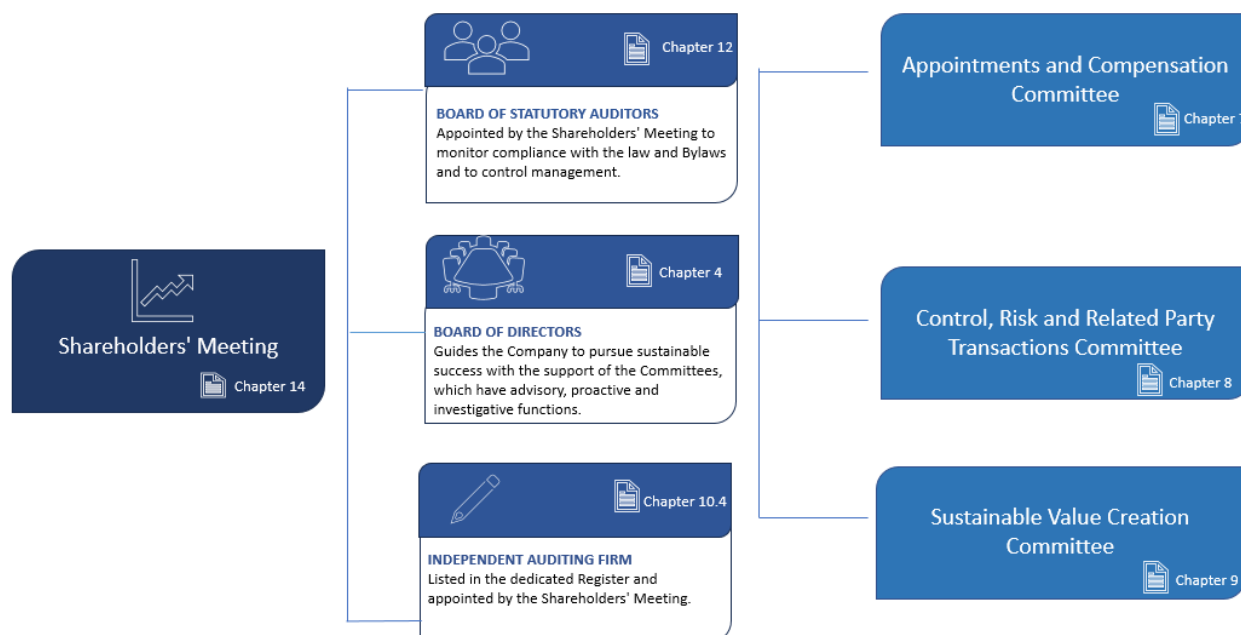 Shareholders' Meeting
Chapter 14
Chapter 12
BOARD OF STATUTORY AUDITORS
Appointed by the Shareholders' Meeting to
monitor compliance with the law and Bylaws
and to control management.
Chapter 4
BOARD OF DIRECTORS
Guides the Company to pursue sustainable
success with the support of the Committees,
which have advisory, proactive and
investigative functions.
Chapter 10.4
INDEPENDENT AUDITING FIRM
Listed in the dedicated Register and
appointed by the Shareholders' Meeting.
Appointments and Compensation
Committee
Chapter 7
Control, Risk and Related Party
Transactions Committee
Chapter 8
Sustainable Value Creation
Committee
Chapter 9